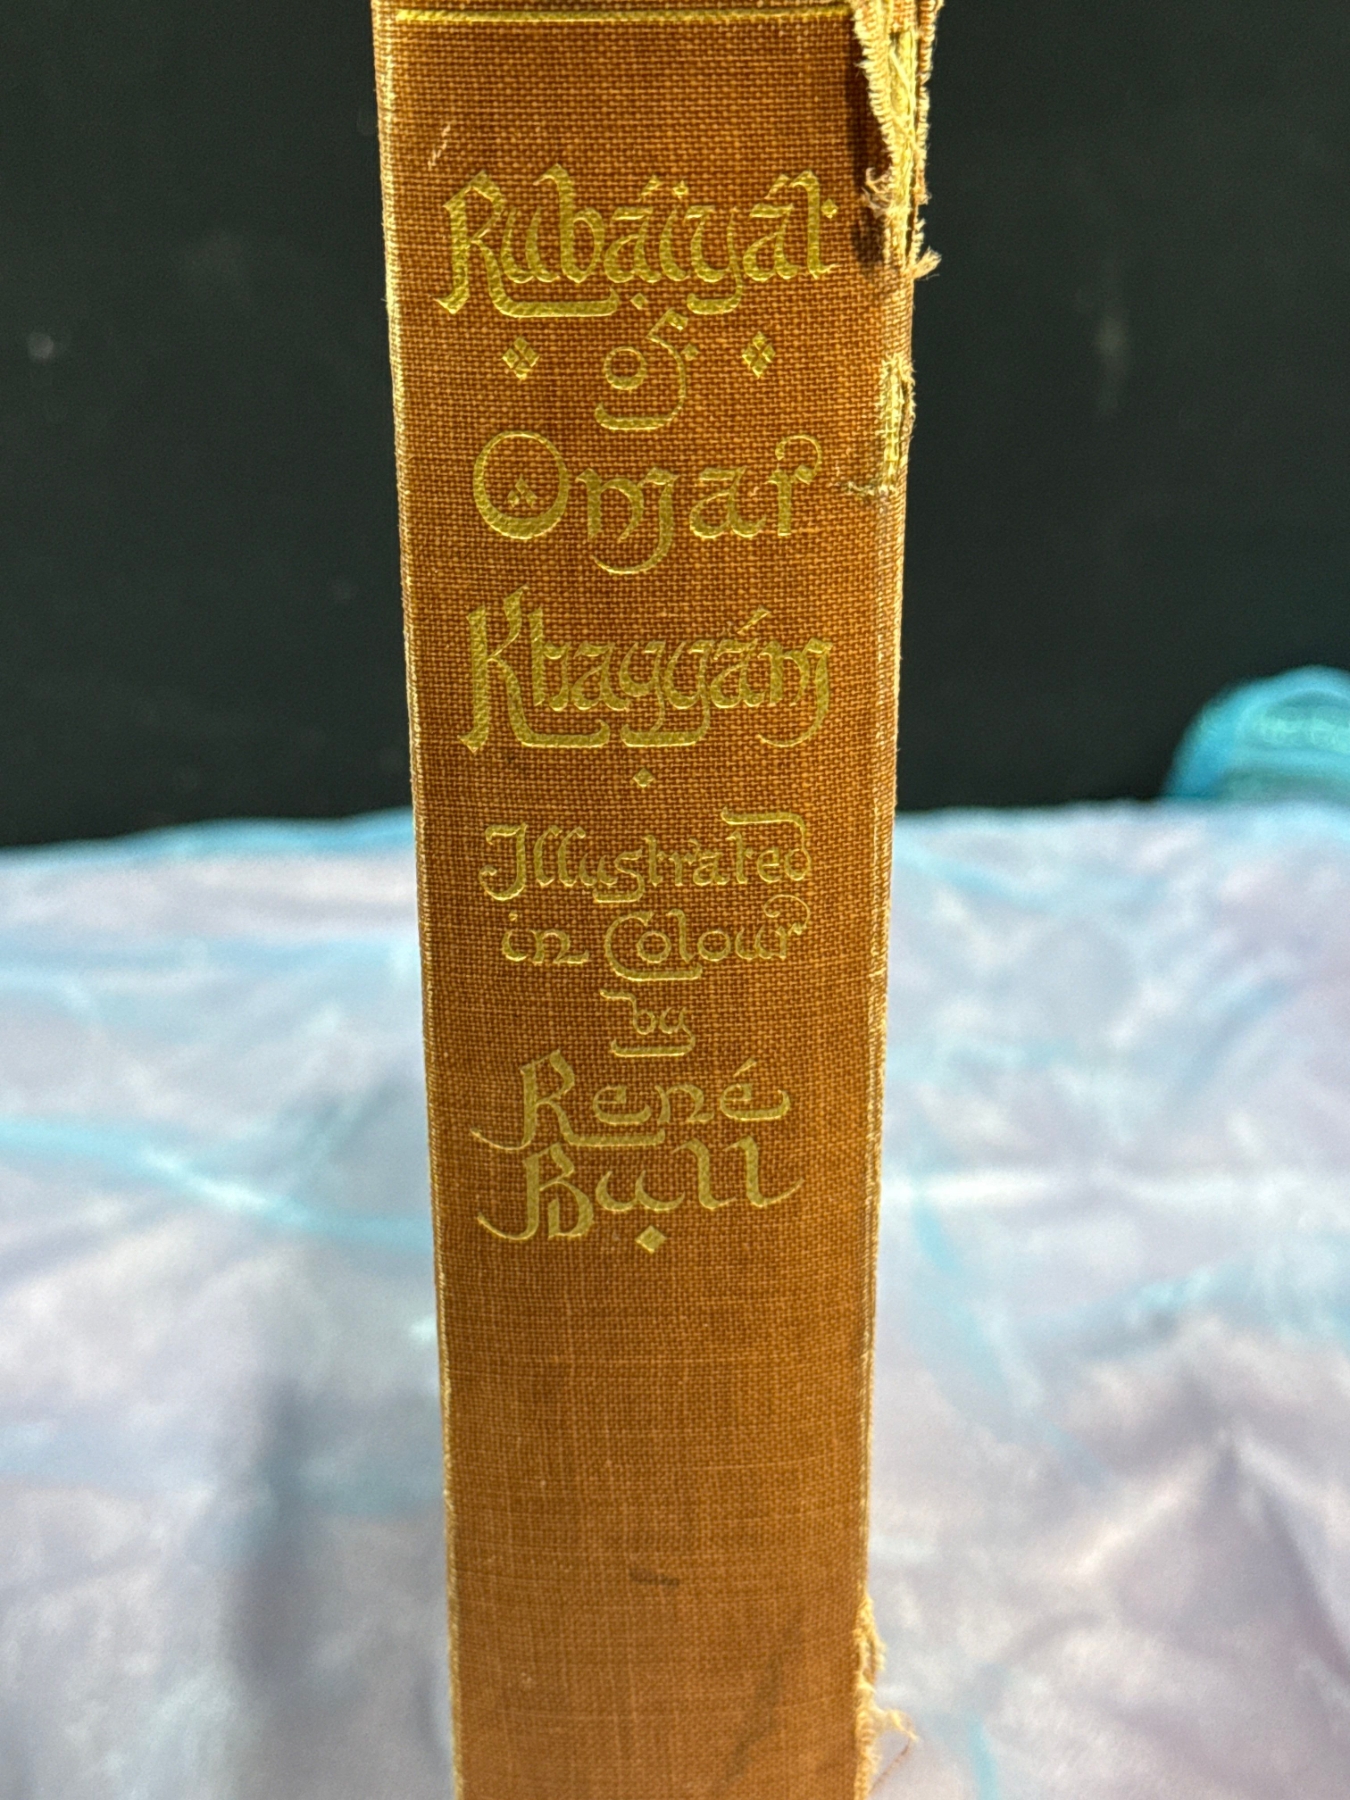 Rubáiyát
of
Omar
Khayyám
Illustrated
in Colour
by
René
Bull